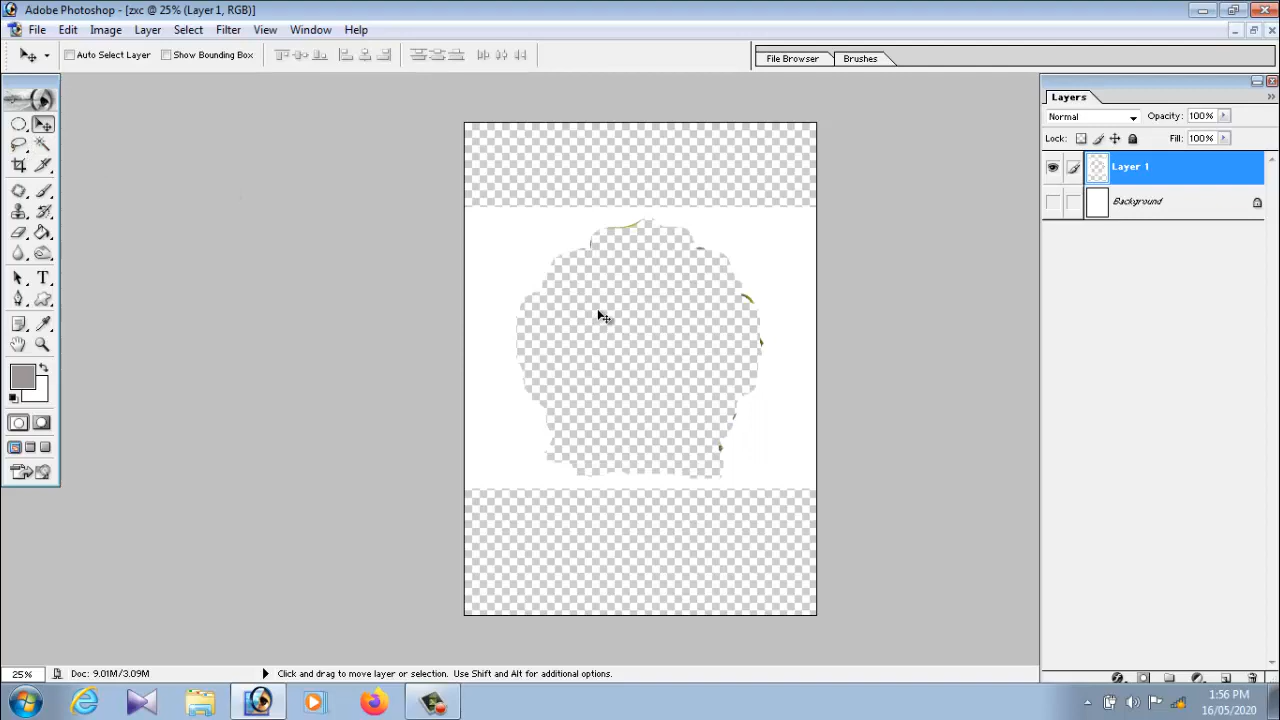 Adobe Photoshop - [zxc @ 25% (Layer 1, RGB)]
File Edit Image Layer Select Filter View Window Help
Auto Select Layer Show Bounding Box
File Browser Brushes
Layers
Normal Opacity: 100%
Lock: Fill: 100%
Layer 1
Background
T
25% Doc: 9.01M/3.09M Click and drag to move layer or selection. Use Shift and Alt for additional options.
1:56 PM
16/05/2020